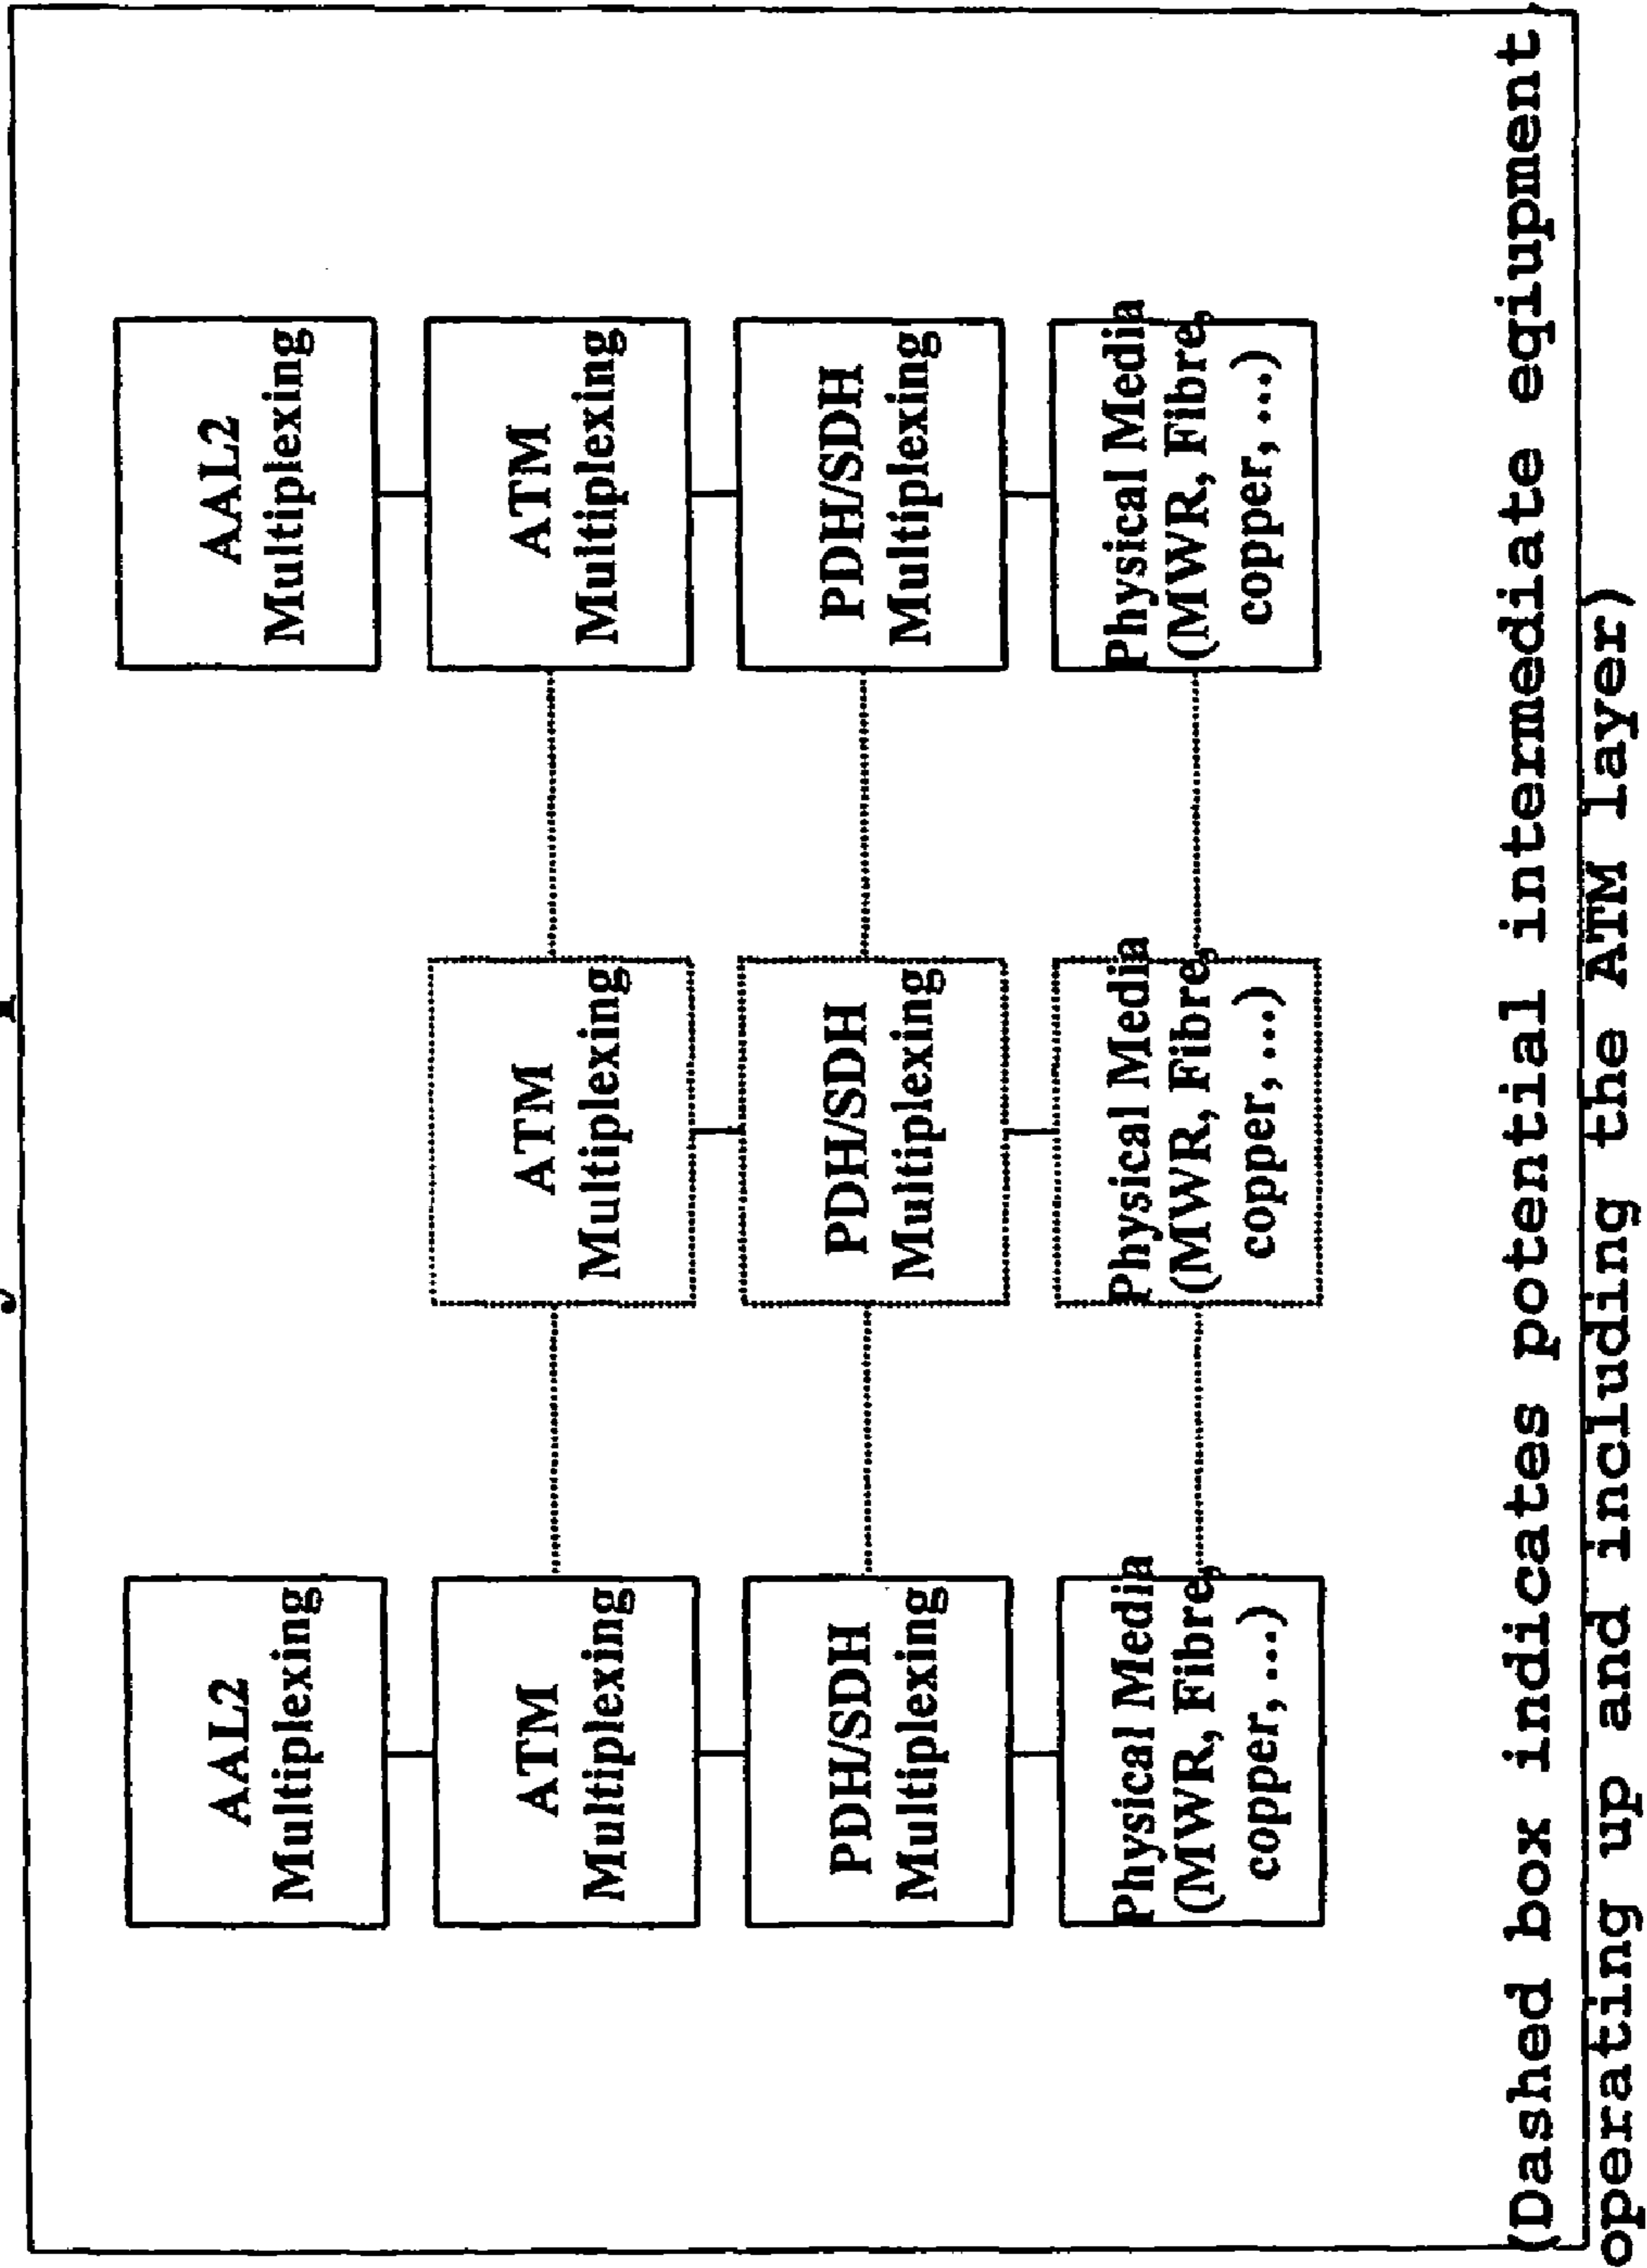 AAL2
Multiplexing
ATM
Multiplexing
PDH/SDH
Multiplexing
Physical Media
(MWR, Fibre,
copper, ...)
ATM
Multiplexing
PDH/SDH
Multiplexing
Physical Media
(MWR, Fibre,
copper, ...)
AAL2
Multiplexing
ATM
Multiplexing
PDH/SDH
Multiplexing
Physical Media
(MWR, Fibre,
copper, ...)
(Dashed box indicates potential intermediate eqiupment,
operating up and including the ATM layer)